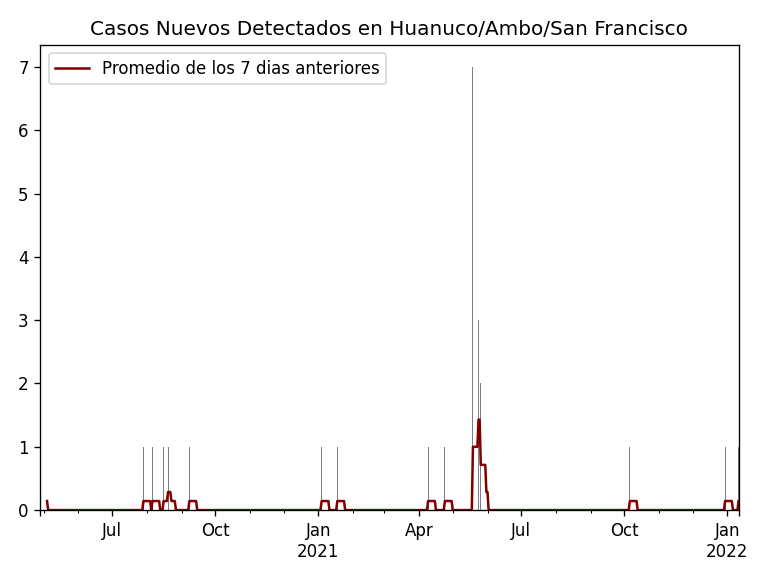 Casos Nuevos Detectados en Huanuco/Ambo/San Francisco
Promedio de los 7 dias anteriores
7
6
5
4
3
2
1
0
Jul
Oct
Jan
2021
Apr
Jul
Oct
Jan
2022